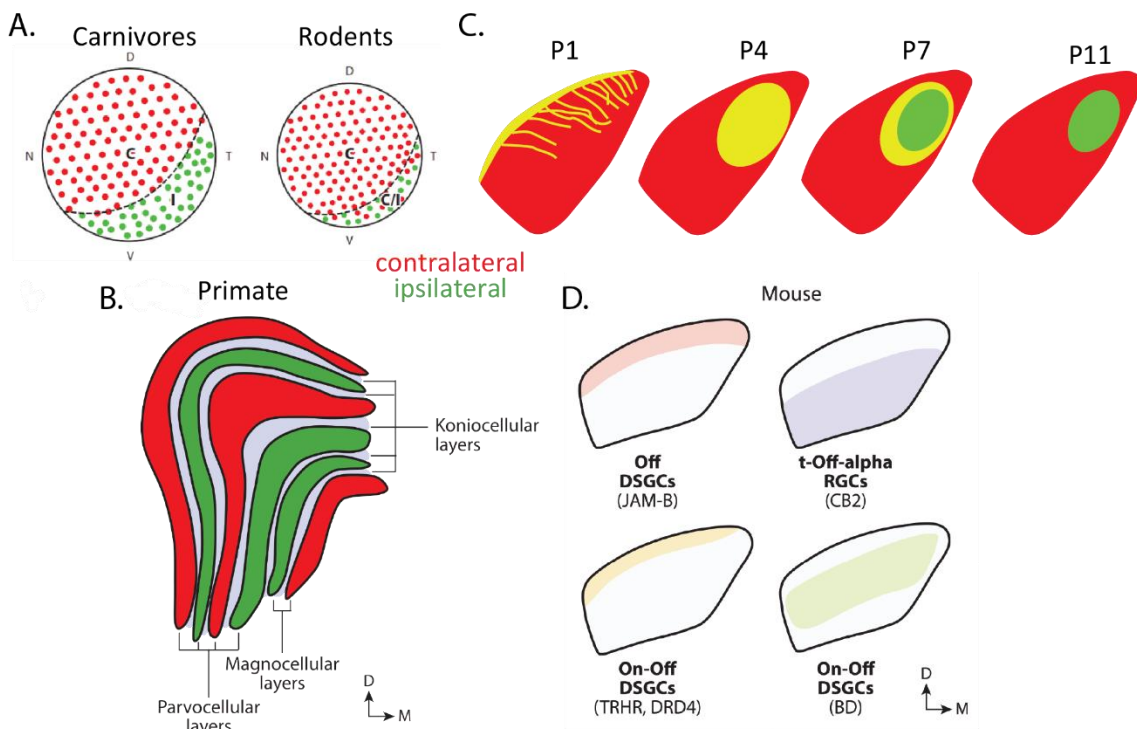 A.
Carnivores
Rodents
D
N
C
T
I
V
D
N
C
T
C/I
V
contralateral
ipsilateral
C.
P1
P4
P7
P11
B.
Primate
Koniocellular
layers
Magnocellular
layers
Parvocellular
layers
D
M
D.
Mouse
Off
DSGCs
(JAM-B)
t-Off-alpha
RGCs
(CB2)
On-Off
DSGCs
(TRHR, DRD4)
On-Off
DSGCs
(BD)
D
M